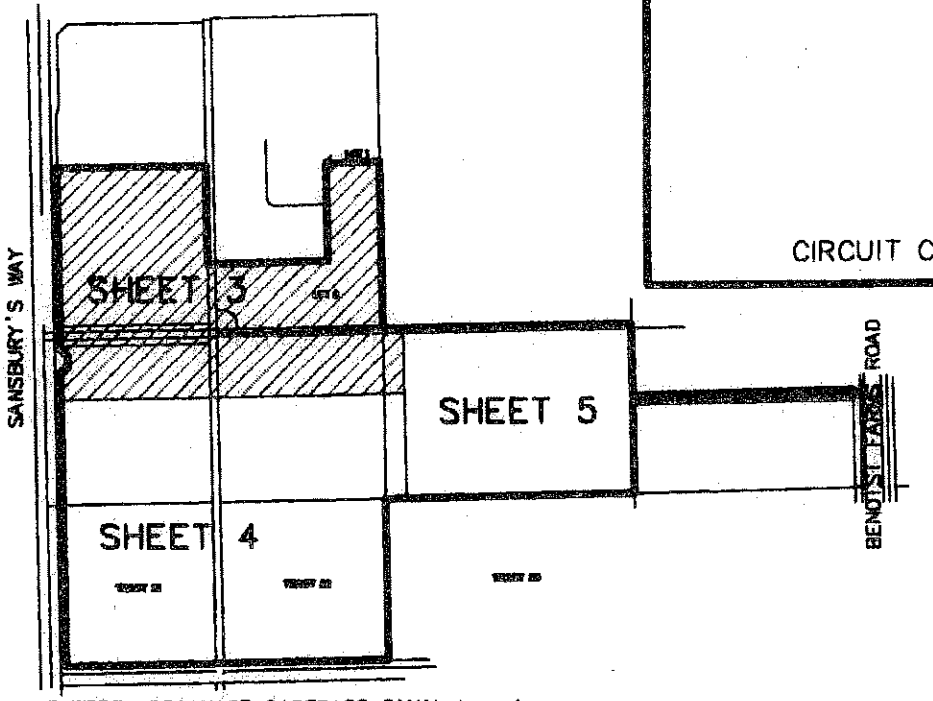 CIRCUIT C
SANSBURY'S WAY
SHEET 3
SHEET 5
BENOIST FARMS ROAD
SHEET 4